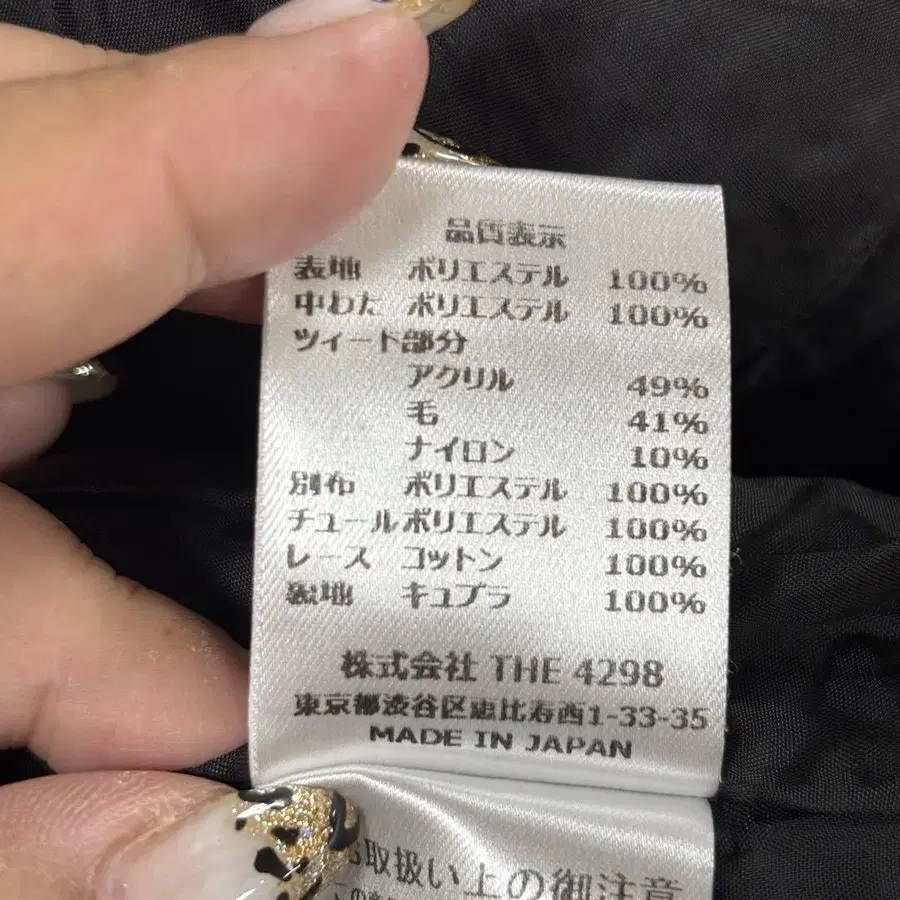 品質表示
表地 ポリエステル 100%
中わた ポリエステル 100%
ツィード部分
アクリル 49%
毛 41%
ナイロン 10%
別布 ポリエステル 100%
チュール ポリエステル 100%
レース コットン 100%
裏地 キュプラ 100%
株式会社 THE 4298
東京都渋谷区恵比寿西1-33-35
MADE IN JAPAN
取扱い上の御注意